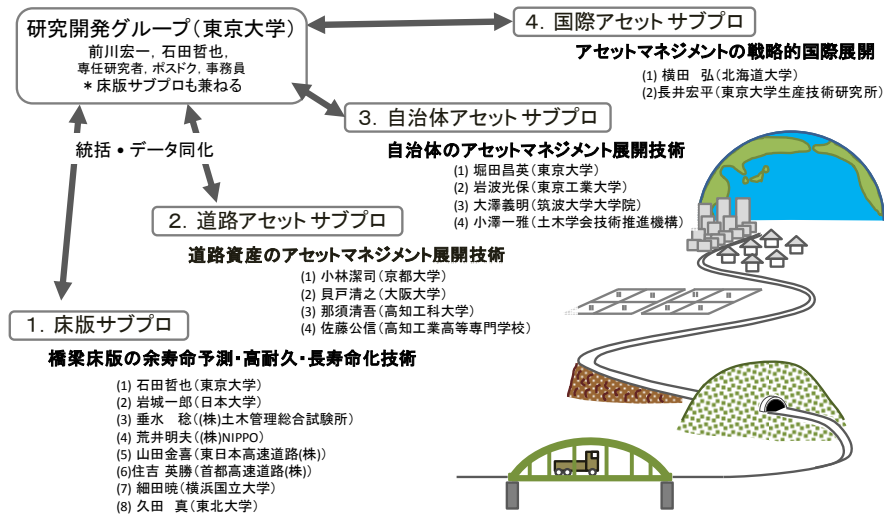 研究開発グループ(東京大学)
前川宏一, 石田哲也,
専任研究者, ポスドク, 事務員
* 床版サブプロも兼ねる
統括・データ同化
4. 国際アセット サブプロ
アセットマネジメントの戦略的国際展開
(1) 横田 弘(北海道大学)
(2)長井宏平(東京大学生産技術研究所)
3. 自治体アセット サブプロ
自治体のアセットマネジメント展開技術
(1) 堀田昌英(東京大学)
(2) 岩波光保(東京工業大学)
(3) 大澤義明(筑波大学大学院)
(4) 小澤一雅(土木学会技術推進機構)
2. 道路アセット サブプロ
道路資産のアセットマネジメント展開技術
(1) 小林潔司(京都大学)
(2) 貝戸清之(大阪大学)
(3) 那須清吾(高知工科大学)
(4) 佐藤公信(高知工業高等専門学校)
1. 床版サブプロ
橋梁床版の余寿命予測・高耐久・長寿命化技術
(1) 石田哲也(東京大学)
(2) 岩城一郎(日本大学)
(3) 垂水 稔((株)土木管理総合試験所)
(4) 荒井明夫((株)NIPPO)
(5) 山田金喜(東日本高速道路(株))
(6)住吉 英勝(首都高速道路(株))
(7) 細田暁(横浜国立大学)
(8) 久田 真(東北大学)